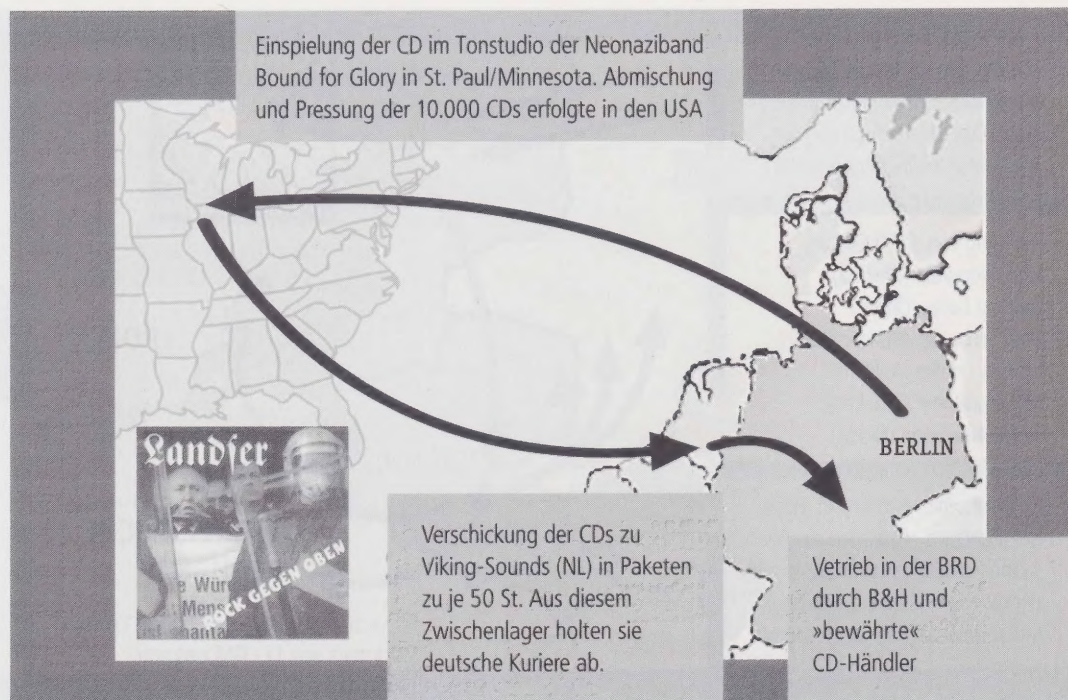 Einspielung der CD im Tonstudio der Neonaziband
Bound for Glory in St. Paul/Minnesota. Abmischung
und Pressung der 10.000 CDs erfolgte in den USA
BERLIN
Landser
ROCK GEGEN OBEN
Verschickung der CDs zu
Viking-Sounds (NL) in Paketen
zu je 50 St. Aus diesem
Zwischenlager holten sie
deutsche Kuriere ab.
Vertrieb in der BRD
durch B&H und
»bewährte«
CD-Händler